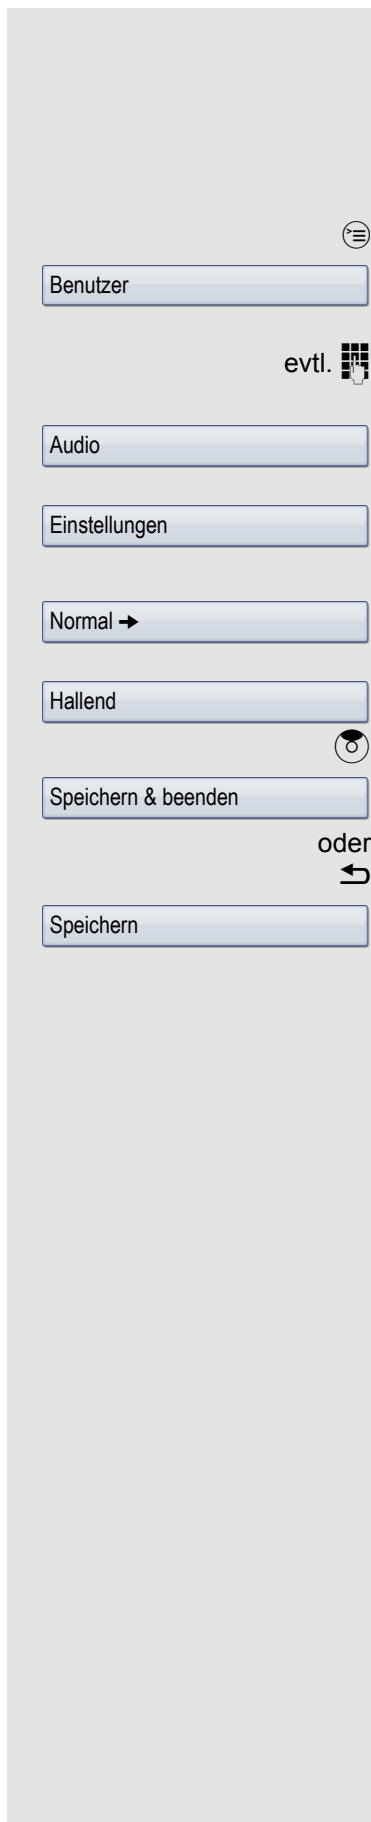 Benutzer
evtl.
Audio
Einstellungen
Normal →
Hallend
Speichern & beenden
oder
Speichern